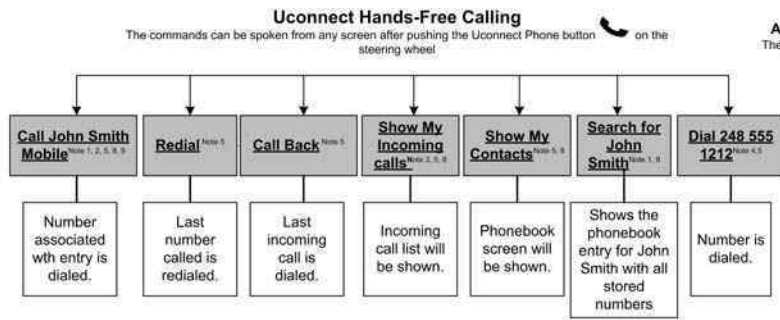 Uconnect Hands-Free Calling
The commands can be spoken from any screen after pushing the Uconnect Phone button on the
steering wheel
A
The
Call John Smith
Mobile Note 1, 2, 5, 8, 9
Redial Note 5
Call Back Note 5
Show My
Incoming
calls Note 3, 5, 8
Show My
Contacts Note 5, 8
Search for
John
Smith Note 1, 8
Dial 248 555
1212 Note 4,5
Number
associated
wth entry is
dialed.
Last
number
called is
redialed.
Last
incoming
call is
dialed.
Incoming
call list will
be shown.
Phonebook
screen will
be shown.
Shows the
phonebook
entry for John
Smith with all
stored
numbers
Number is
dialed.